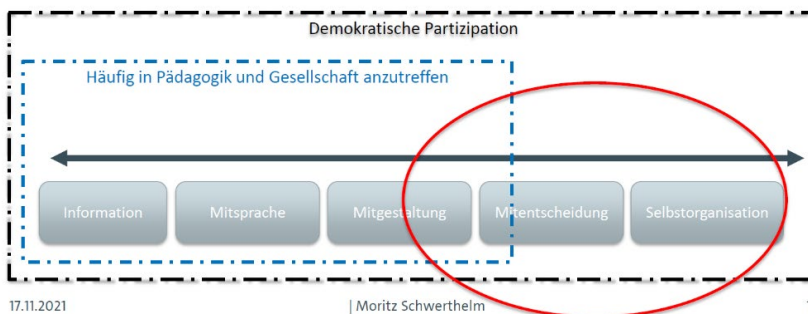 Demokratische Partizipation
Häufig in Pädagogik und Gesellschaft anzutreffen
Information Mitsprache Mitgestaltung Mitentscheidung Selbstorganisation
17.11.2021 | Moritz Schwerthelm